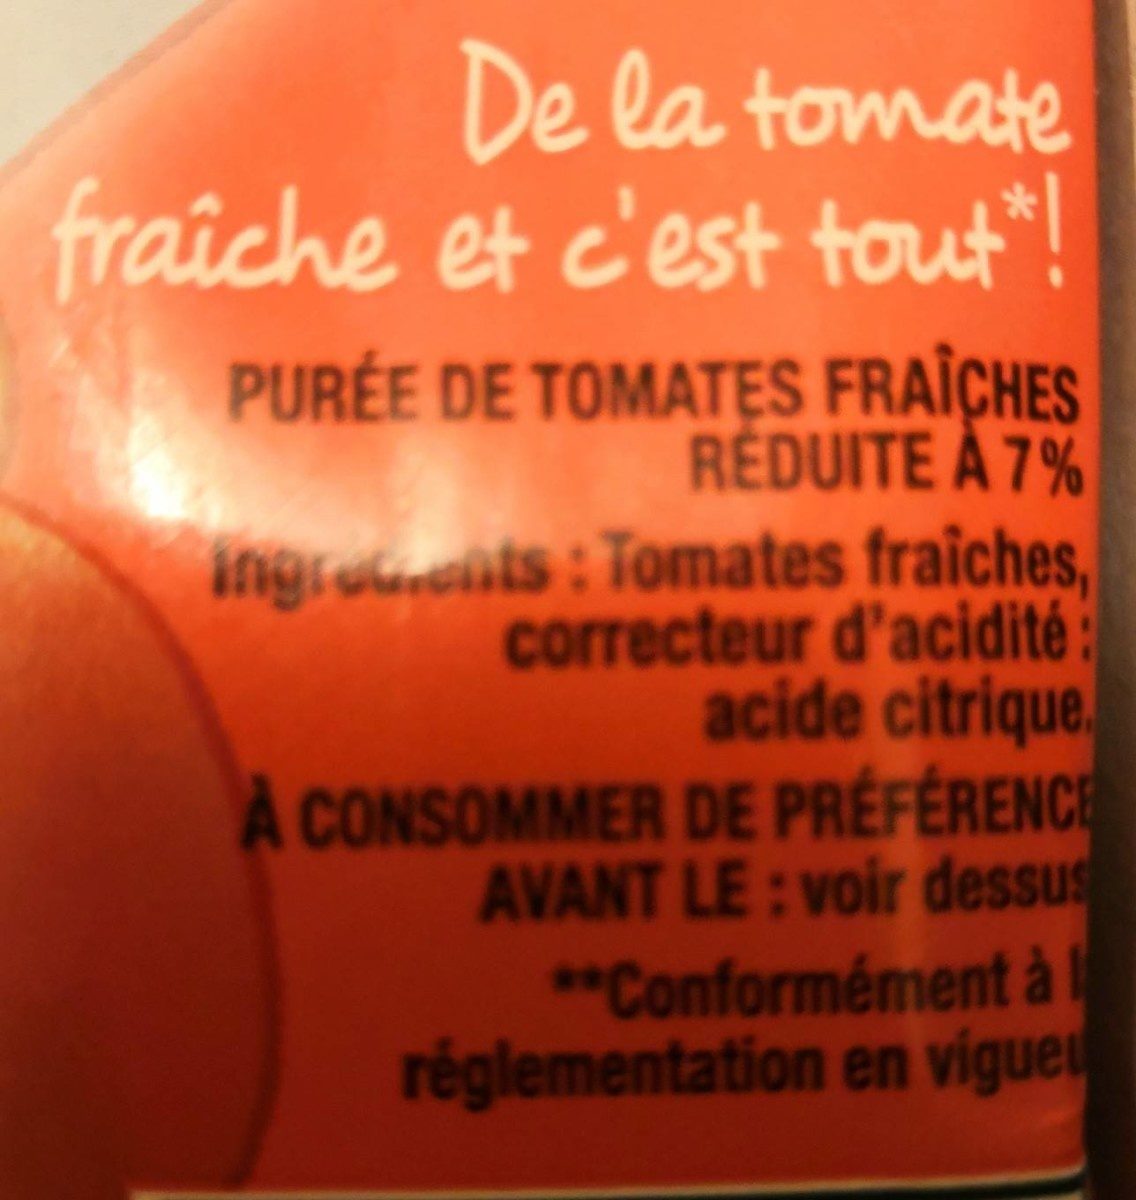 De la tomate
fraîche et c'est tout*!
PURÉE DE TOMATES FRAÎCHES
RÉDUITE À 7%
Ingrédients : Tomates fraîches,
correcteur d'acidité :
acide citrique.
À CONSOMMER DE PRÉFÉRENCE
AVANT LE : voir dessus
**Conformément à
réglementation en